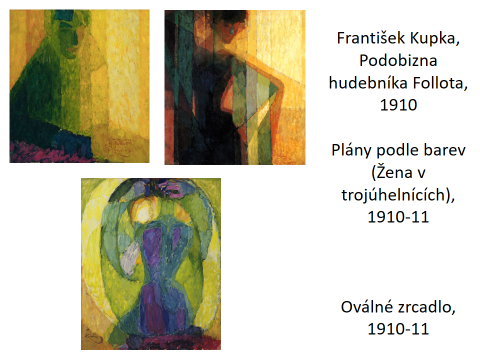 František Kupka,
Podobizna
hudebníka Follota,
1910
Plány podle barev
(Žena v
trojúhelnících),
1910-11
Oválné zrcadlo,
1910-11